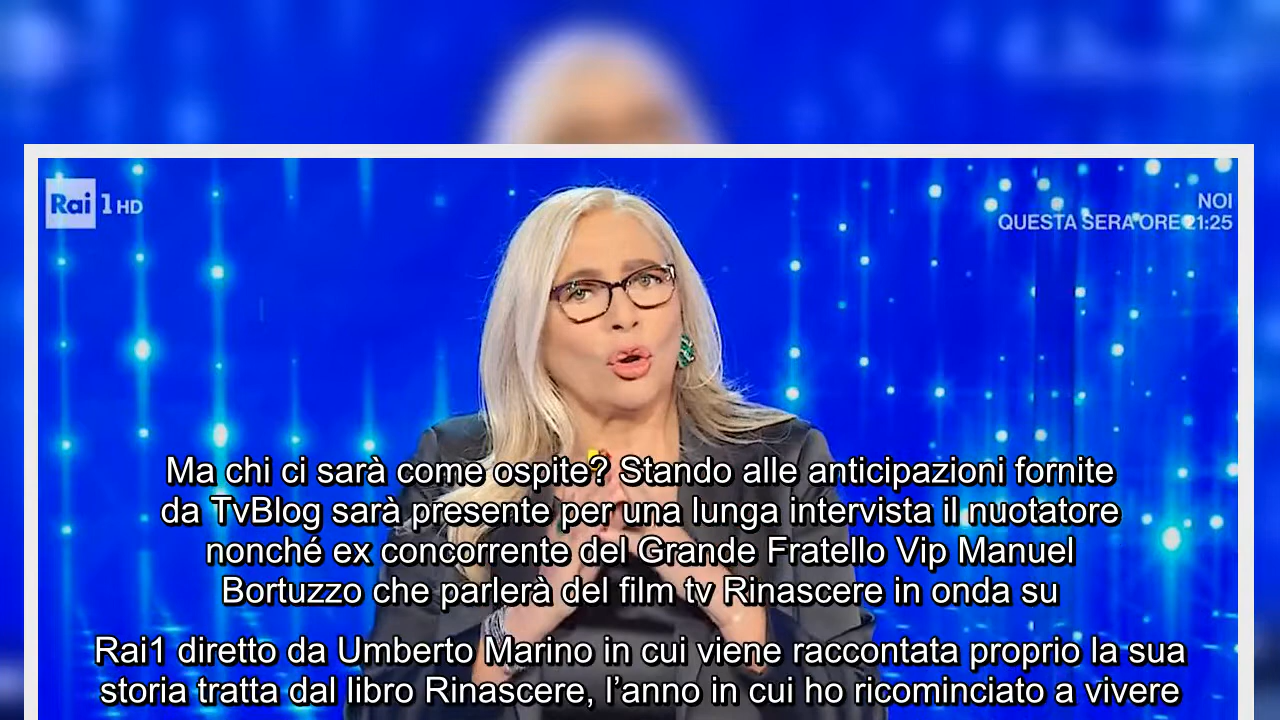 Rai 1 HD
NOI
QUESTA SERA ORE 21:25
Ma chi ci sarà come ospite? Stando alle anticipazioni fornite
da TvBlog sarà presente per una lunga intervista il nuotatore
nonché ex concorrente del Grande Fratello Vip Manuel
Bortuzzo che parlerà del film tv Rinascere in onda su
Rai1 diretto da Umberto Marino in cui viene raccontata proprio la sua
storia tratta dal libro Rinascere, l’anno in cui ho ricominciato a vivere